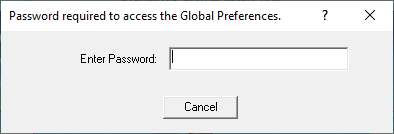 Password required to access the Global Preferences. ? ×
Enter Password:
Cancel